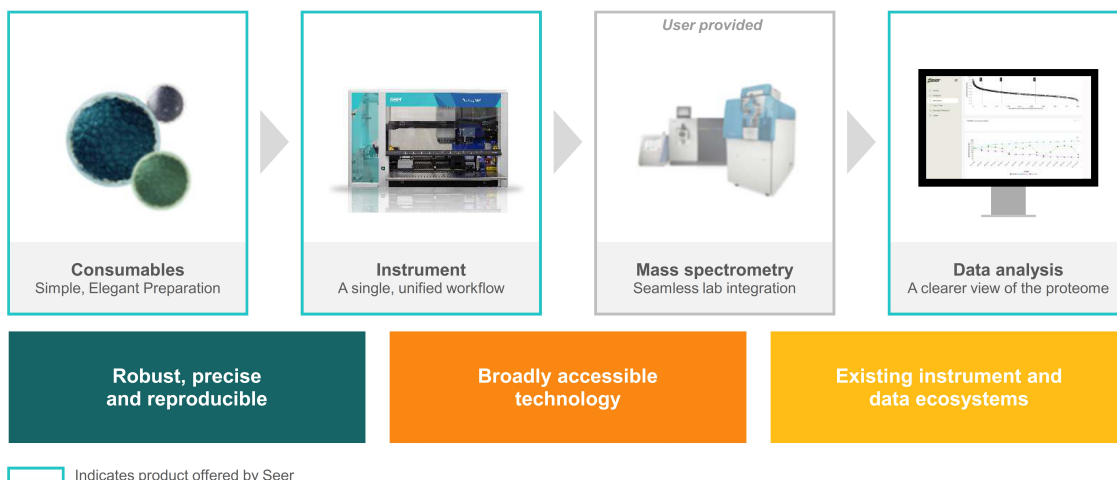 User provided
seer
seer
Consumables
Simple, Elegant Preparation
Instrument
A single, unified workflow
Mass spectrometry
Seamless lab integration
Data analysis
A clearer view of the proteome
Robust, precise
and reproducible
Broadly accessible
technology
Existing instrument and
data ecosystems
Indicates product offered by Seer